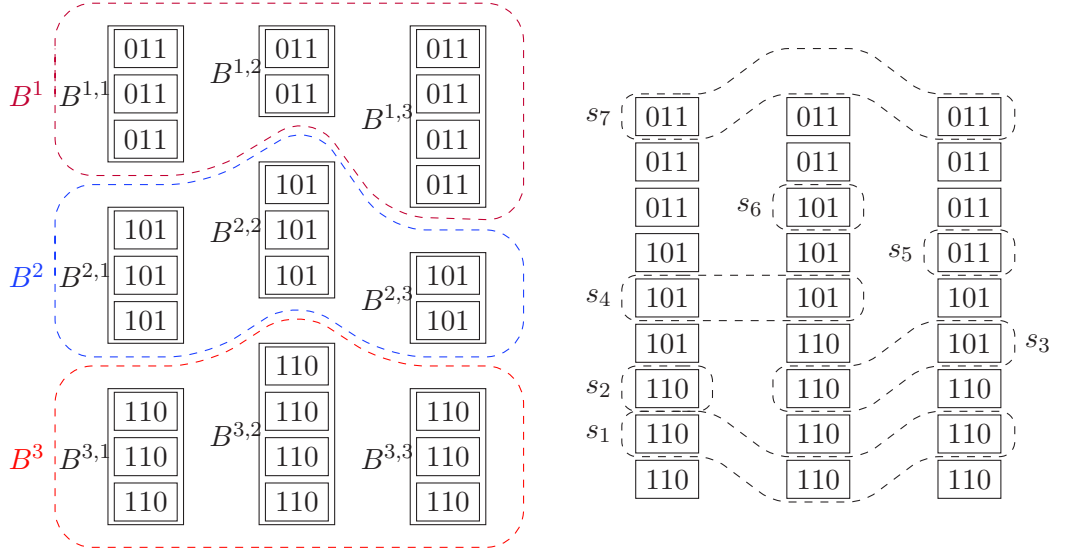 011 011 011
B^{1,2}
B^1 B^{1,1} 011 011 011
B^{1,3}
011 011
101 011
101 B^{2,2} 101
B^2 B^{2,1} 101 101 101
B^{2,3}
101 101
110
110 110 110
B^{3,2}
B^3 B^{3,1} 110 110 B^{3,3} 110
110 110 110
s_7 011 011 011
011 011 011
011 s_6 101 011
101 101 s_5 011
s_4 101 101 101
101 110 101 s_3
s_2 110 110 110
s_1 110 110 110
110 110 110